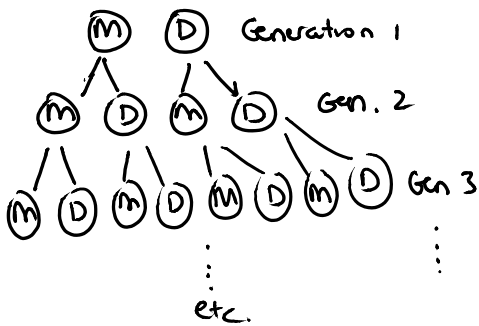 M D Generation 1
M D M D Gen. 2
M D M D M D M D Gen 3
etc.